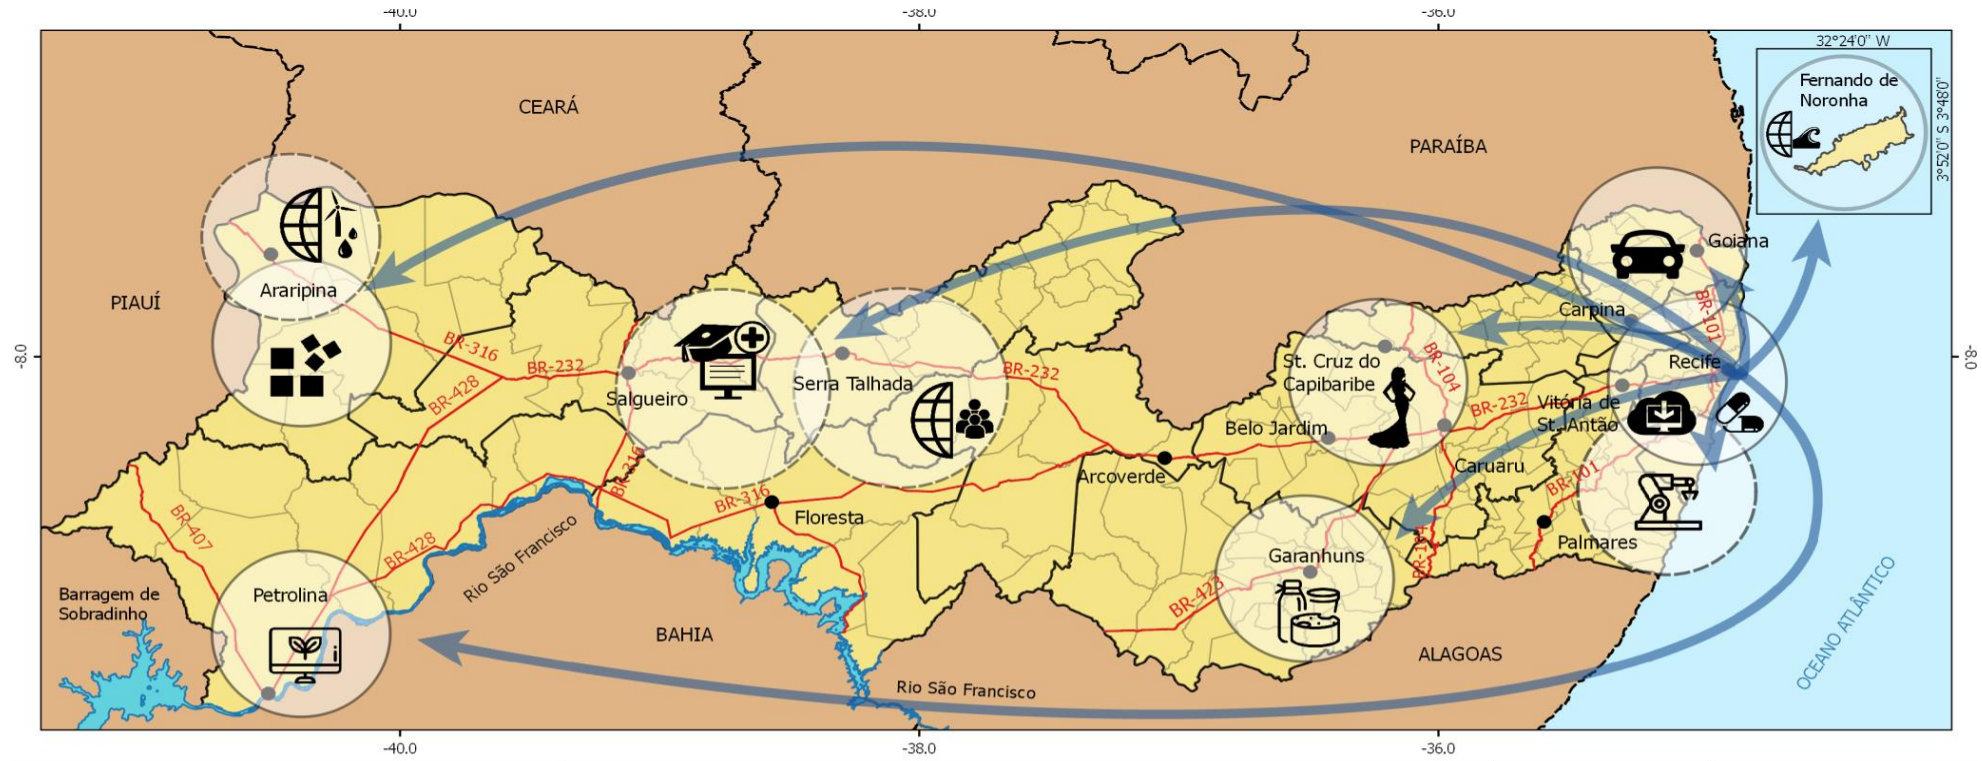 -40.0
-38.0
-36.0
32°24'0" W
Fernando de
Noronha
3°52'0" S 3°48'0"
CEARÁ
PARAÍBA
PIAUÍ
Goiana
Araripina
BR-101
Carpina
-8.0
-8.0
BR-316
BR-232
BR-428
Salgueiro
Serra Talhada
BR-232
St. Cruz do
Capibaribe
BR-104
Recife
BR-232
Vitória de
St. Antão
Belo Jardim
Caruaru
Arcoverde
BR-316
BR-316
Floresta
BR-101
Palmares
BR-407
BR-428
Rio São Francisco
BR-104
Garanhuns
BR-423
Barragem de
Sobradinho
Petrolina
BAHIA
ALAGOAS
Rio São Francisco
OCEANO ATLÂNTICO
i
-40.0
-38.0
-36.0